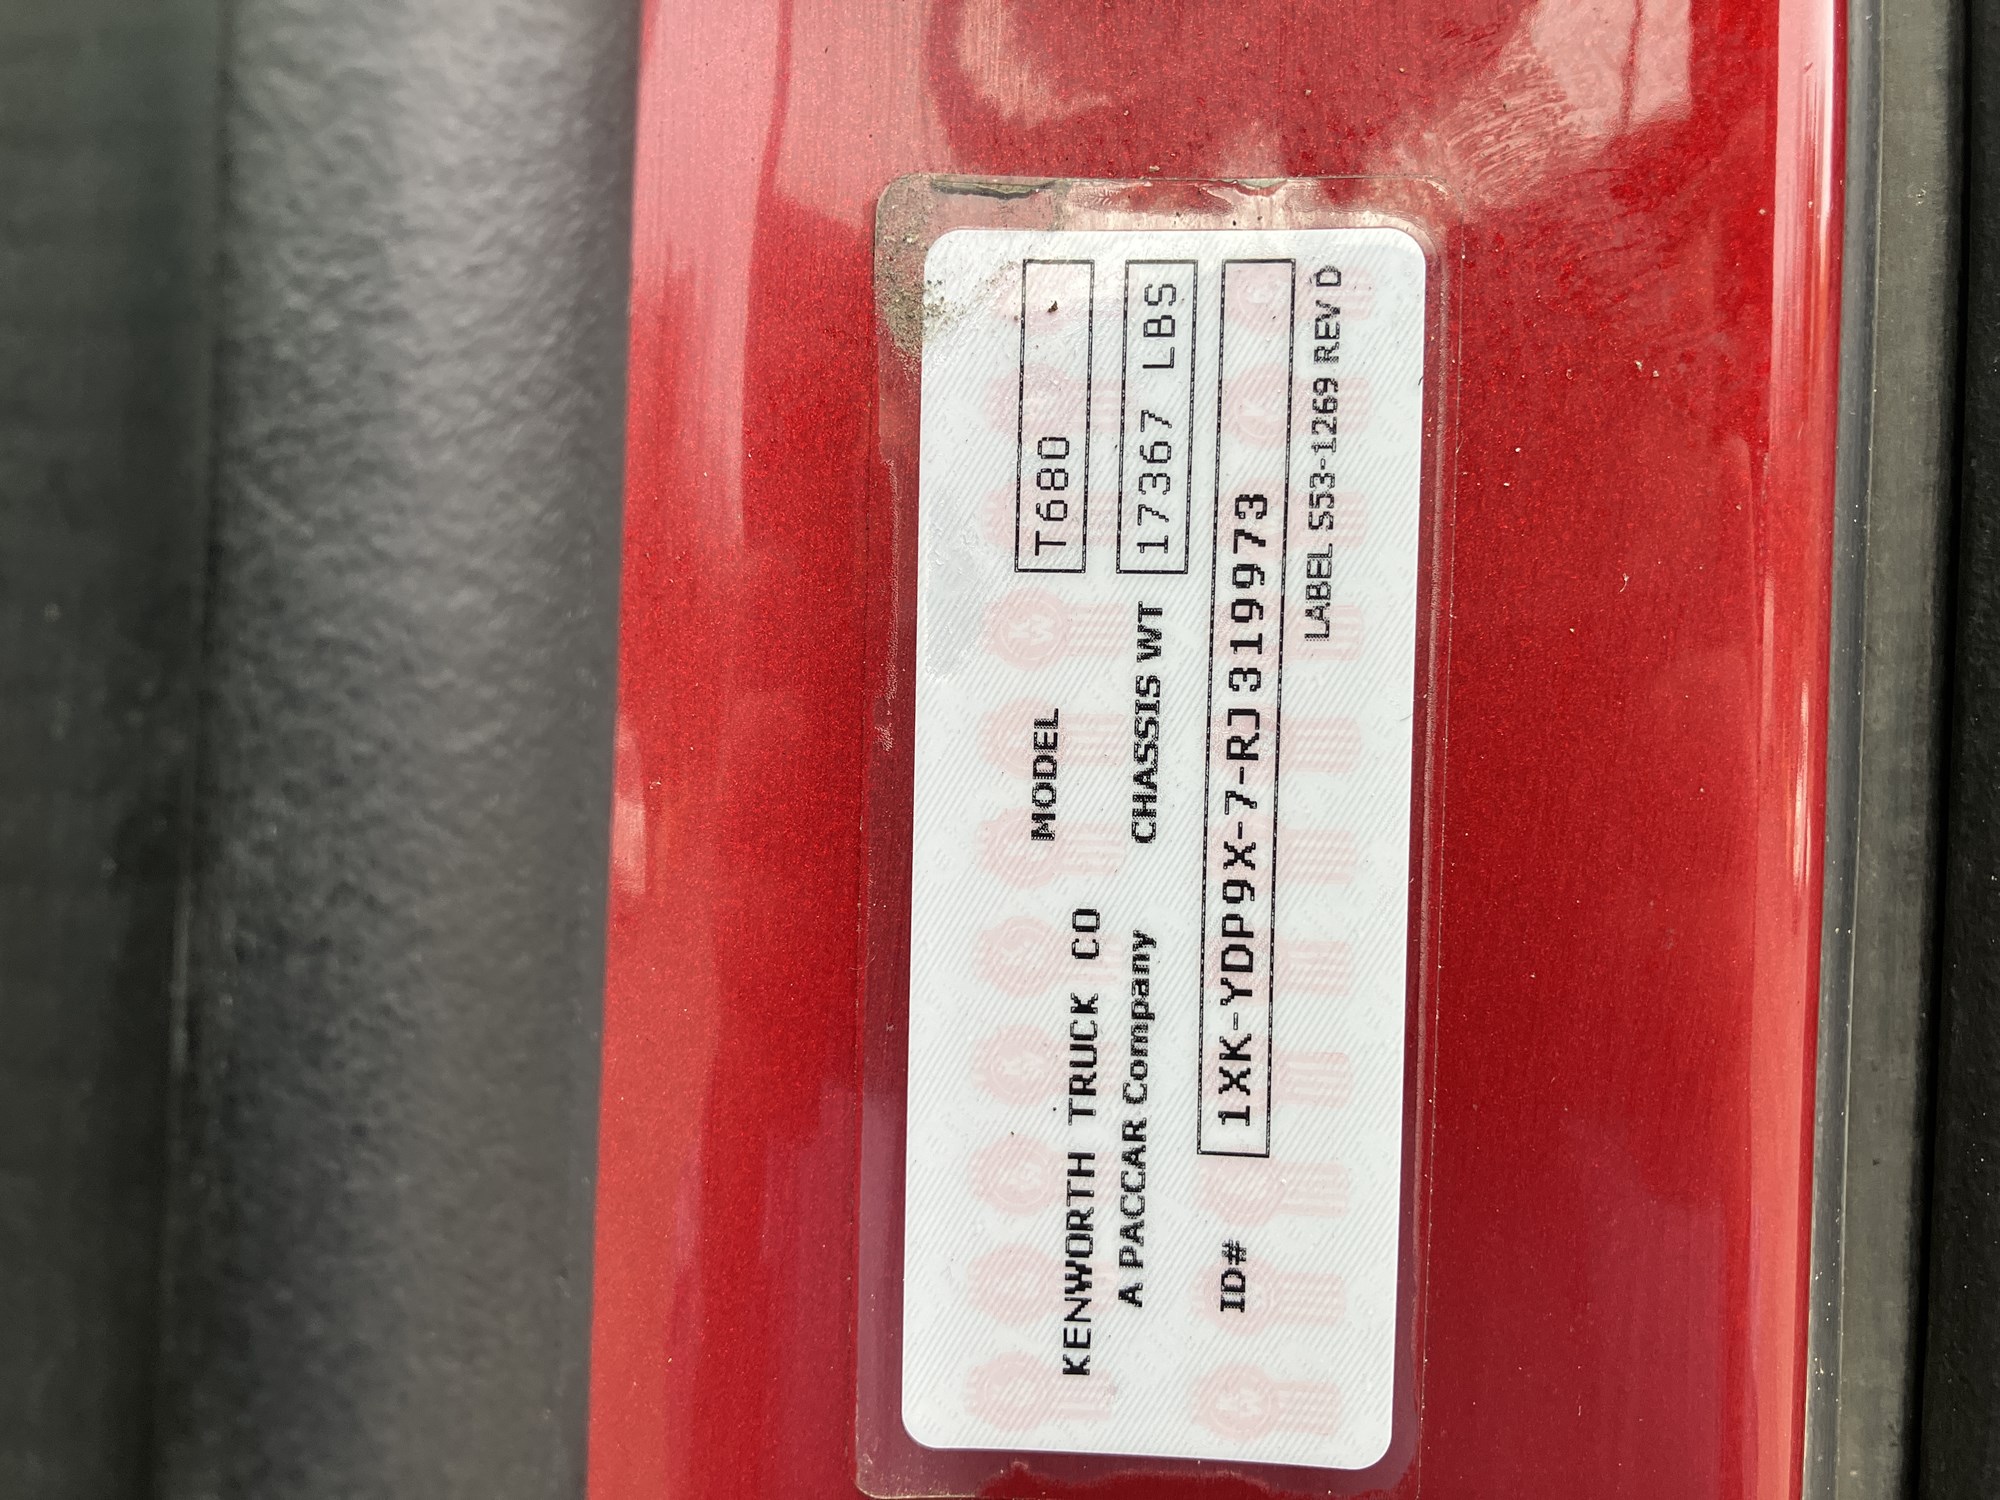 MODEL T680
KENWORTH TRUCK CO
A PACCAR Company CHASSIS WT 17367 LBS
ID# 1XK-YDP9X-7-RJ319973
LABEL S53-1269 REV D